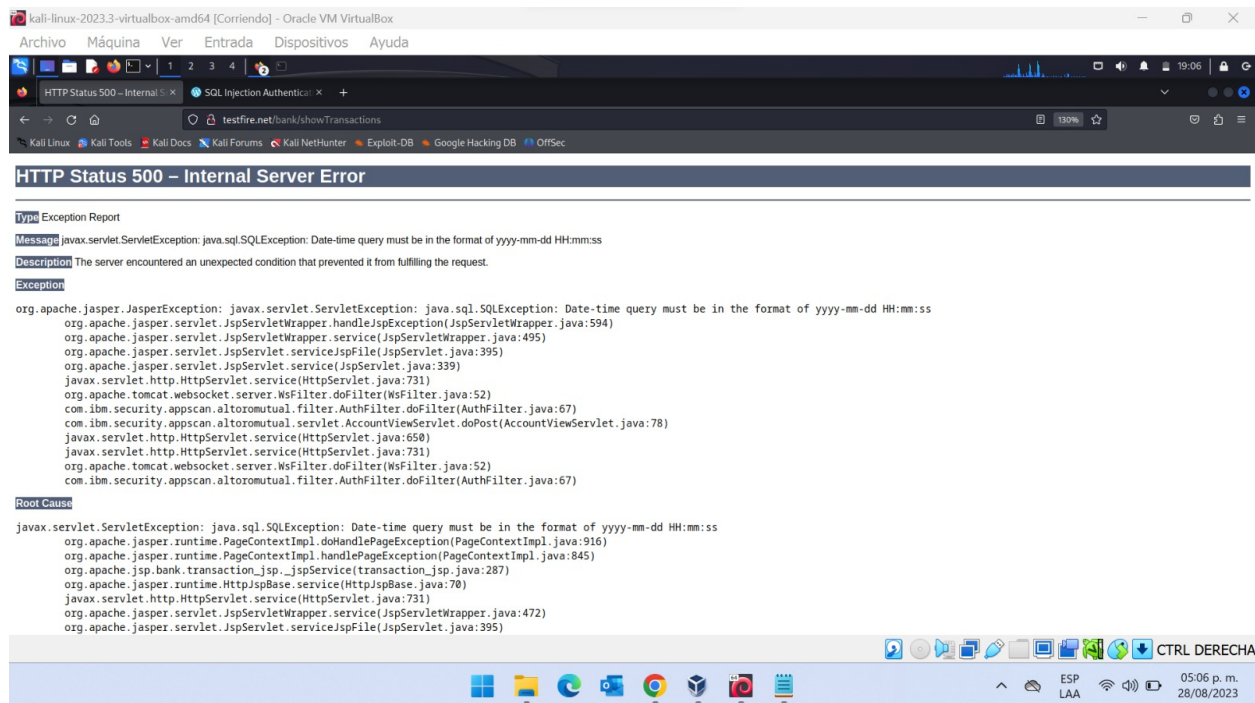 kali-linux-2023.3-virtualbox-amd64 [Corriendo] - Oracle VM VirtualBox
Archivo Máquina Ver Entrada Dispositivos Ayuda
1 2 3 4 19:06
HTTP Status 500 – Internal S SQL Injection Authenticat
testfire.net/bank/showTransactions 130%
Kali Linux Kali Tools Kali Docs Kali Forums Kali NetHunter Exploit-DB Google Hacking DB OffSec
HTTP Status 500 – Internal Server Error
Type Exception Report
Message javax.servlet.ServletException: java.sql.SQLException: Date-time query must be in the format of yyyy-mm-dd HH:mm:ss
Description The server encountered an unexpected condition that prevented it from fulfilling the request.
Exception
org.apache.jasper.JasperException: javax.servlet.ServletException: java.sql.SQLException: Date-time query must be in the format of yyyy-mm-dd HH:mm:ss
org.apache.jasper.servlet.JspServletWrapper.handleJspException(JspServletWrapper.java:594)
org.apache.jasper.servlet.JspServletWrapper.service(JspServletWrapper.java:495)
org.apache.jasper.servlet.JspServlet.serviceJspFile(JspServlet.java:395)
org.apache.jasper.servlet.JspServlet.service(JspServlet.java:339)
javax.servlet.http.HttpServlet.service(HttpServlet.java:731)
org.apache.tomcat.websocket.server.WsFilter.doFilter(WsFilter.java:52)
com.ibm.security.appscan.altoromutual.filter.AuthFilter.doFilter(AuthFilter.java:67)
com.ibm.security.appscan.altoromutual.servlet.AccountViewServlet.doPost(AccountViewServlet.java:78)
javax.servlet.http.HttpServlet.service(HttpServlet.java:650)
javax.servlet.http.HttpServlet.service(HttpServlet.java:731)
org.apache.tomcat.websocket.server.WsFilter.doFilter(WsFilter.java:52)
com.ibm.security.appscan.altoromutual.filter.AuthFilter.doFilter(AuthFilter.java:67)
Root Cause
javax.servlet.ServletException: java.sql.SQLException: Date-time query must be in the format of yyyy-mm-dd HH:mm:ss
org.apache.jasper.runtime.PageContextImpl.doHandlePageException(PageContextImpl.java:916)
org.apache.jasper.runtime.PageContextImpl.handlePageException(PageContextImpl.java:845)
org.apache.jsp.bank.transaction_jsp._jspService(transaction_jsp.java:287)
org.apache.jasper.runtime.HttpJspBase.service(HttpJspBase.java:70)
javax.servlet.http.HttpServlet.service(HttpServlet.java:731)
org.apache.jasper.servlet.JspServletWrapper.service(JspServletWrapper.java:472)
org.apache.jasper.servlet.JspServlet.serviceJspFile(JspServlet.java:395)
CTRL DERECHA
ESP 05:06 p. m.
LAA 28/08/2023